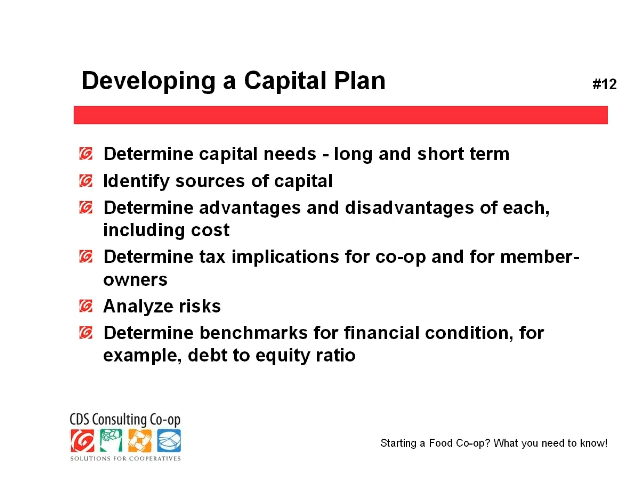 Developing a Capital Plan
#12
Determine capital needs - long and short term
Identify sources of capital
Determine advantages and disadvantages of each,
including cost
Determine tax implications for co-op and for member-
owners
Analyze risks
Determine benchmarks for financial condition, for
example, debt to equity ratio
CDS Consulting Co-op
SOLUTIONS FOR COOPERATIVES
Starting a Food Co-op? What you need to know!